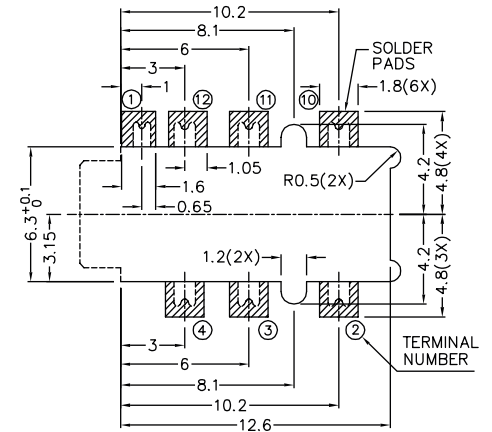 10.2
8.1
6
3
1
SOLDER
PADS
① ⑫ ⑪ ⑩
1.8(6X)
1.05
1.6
0.65
R0.5(2X)
4.2
4.8(4X)
6.3+0.1 0
3.15
1.2(2X)
4.2
4.8(3X)
④ ③ ②
TERMINAL
NUMBER
3
6
8.1
10.2
12.6